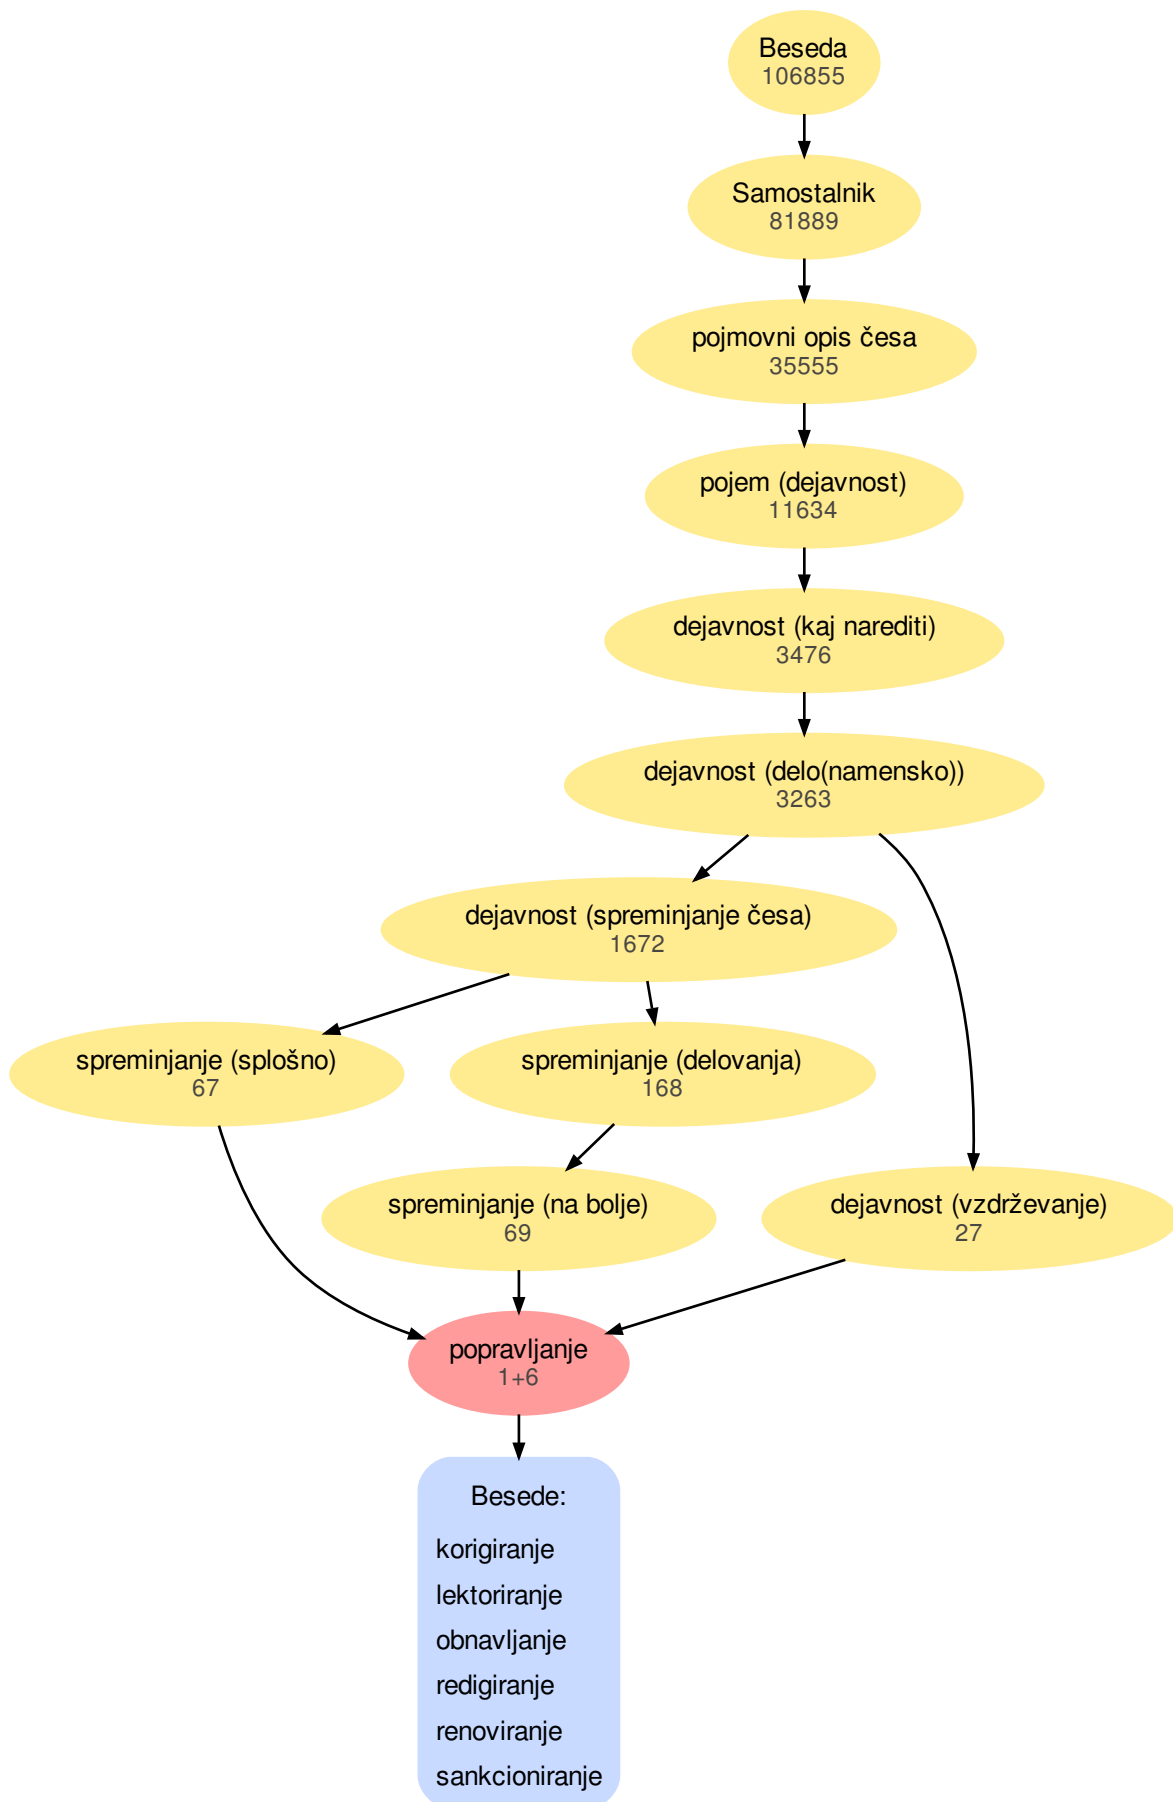 Beseda
106855
Samostalnik
81889
pojmovni opis česa
35555
pojem (dejavnost)
11634
dejavnost (kaj narediti)
3476
dejavnost (delo(namensko))
3263
dejavnost (spreminjanje česa)
1672
spreminjanje (splošno)
67
spreminjanje (delovanja)
168
spreminjanje (na bolje)
69
dejavnost (vzdrževanje)
27
popravljanje
1+6
Besede:
korigiranje
lektoriranje
obnavljanje
redigiranje
renoviranje
sankcioniranje